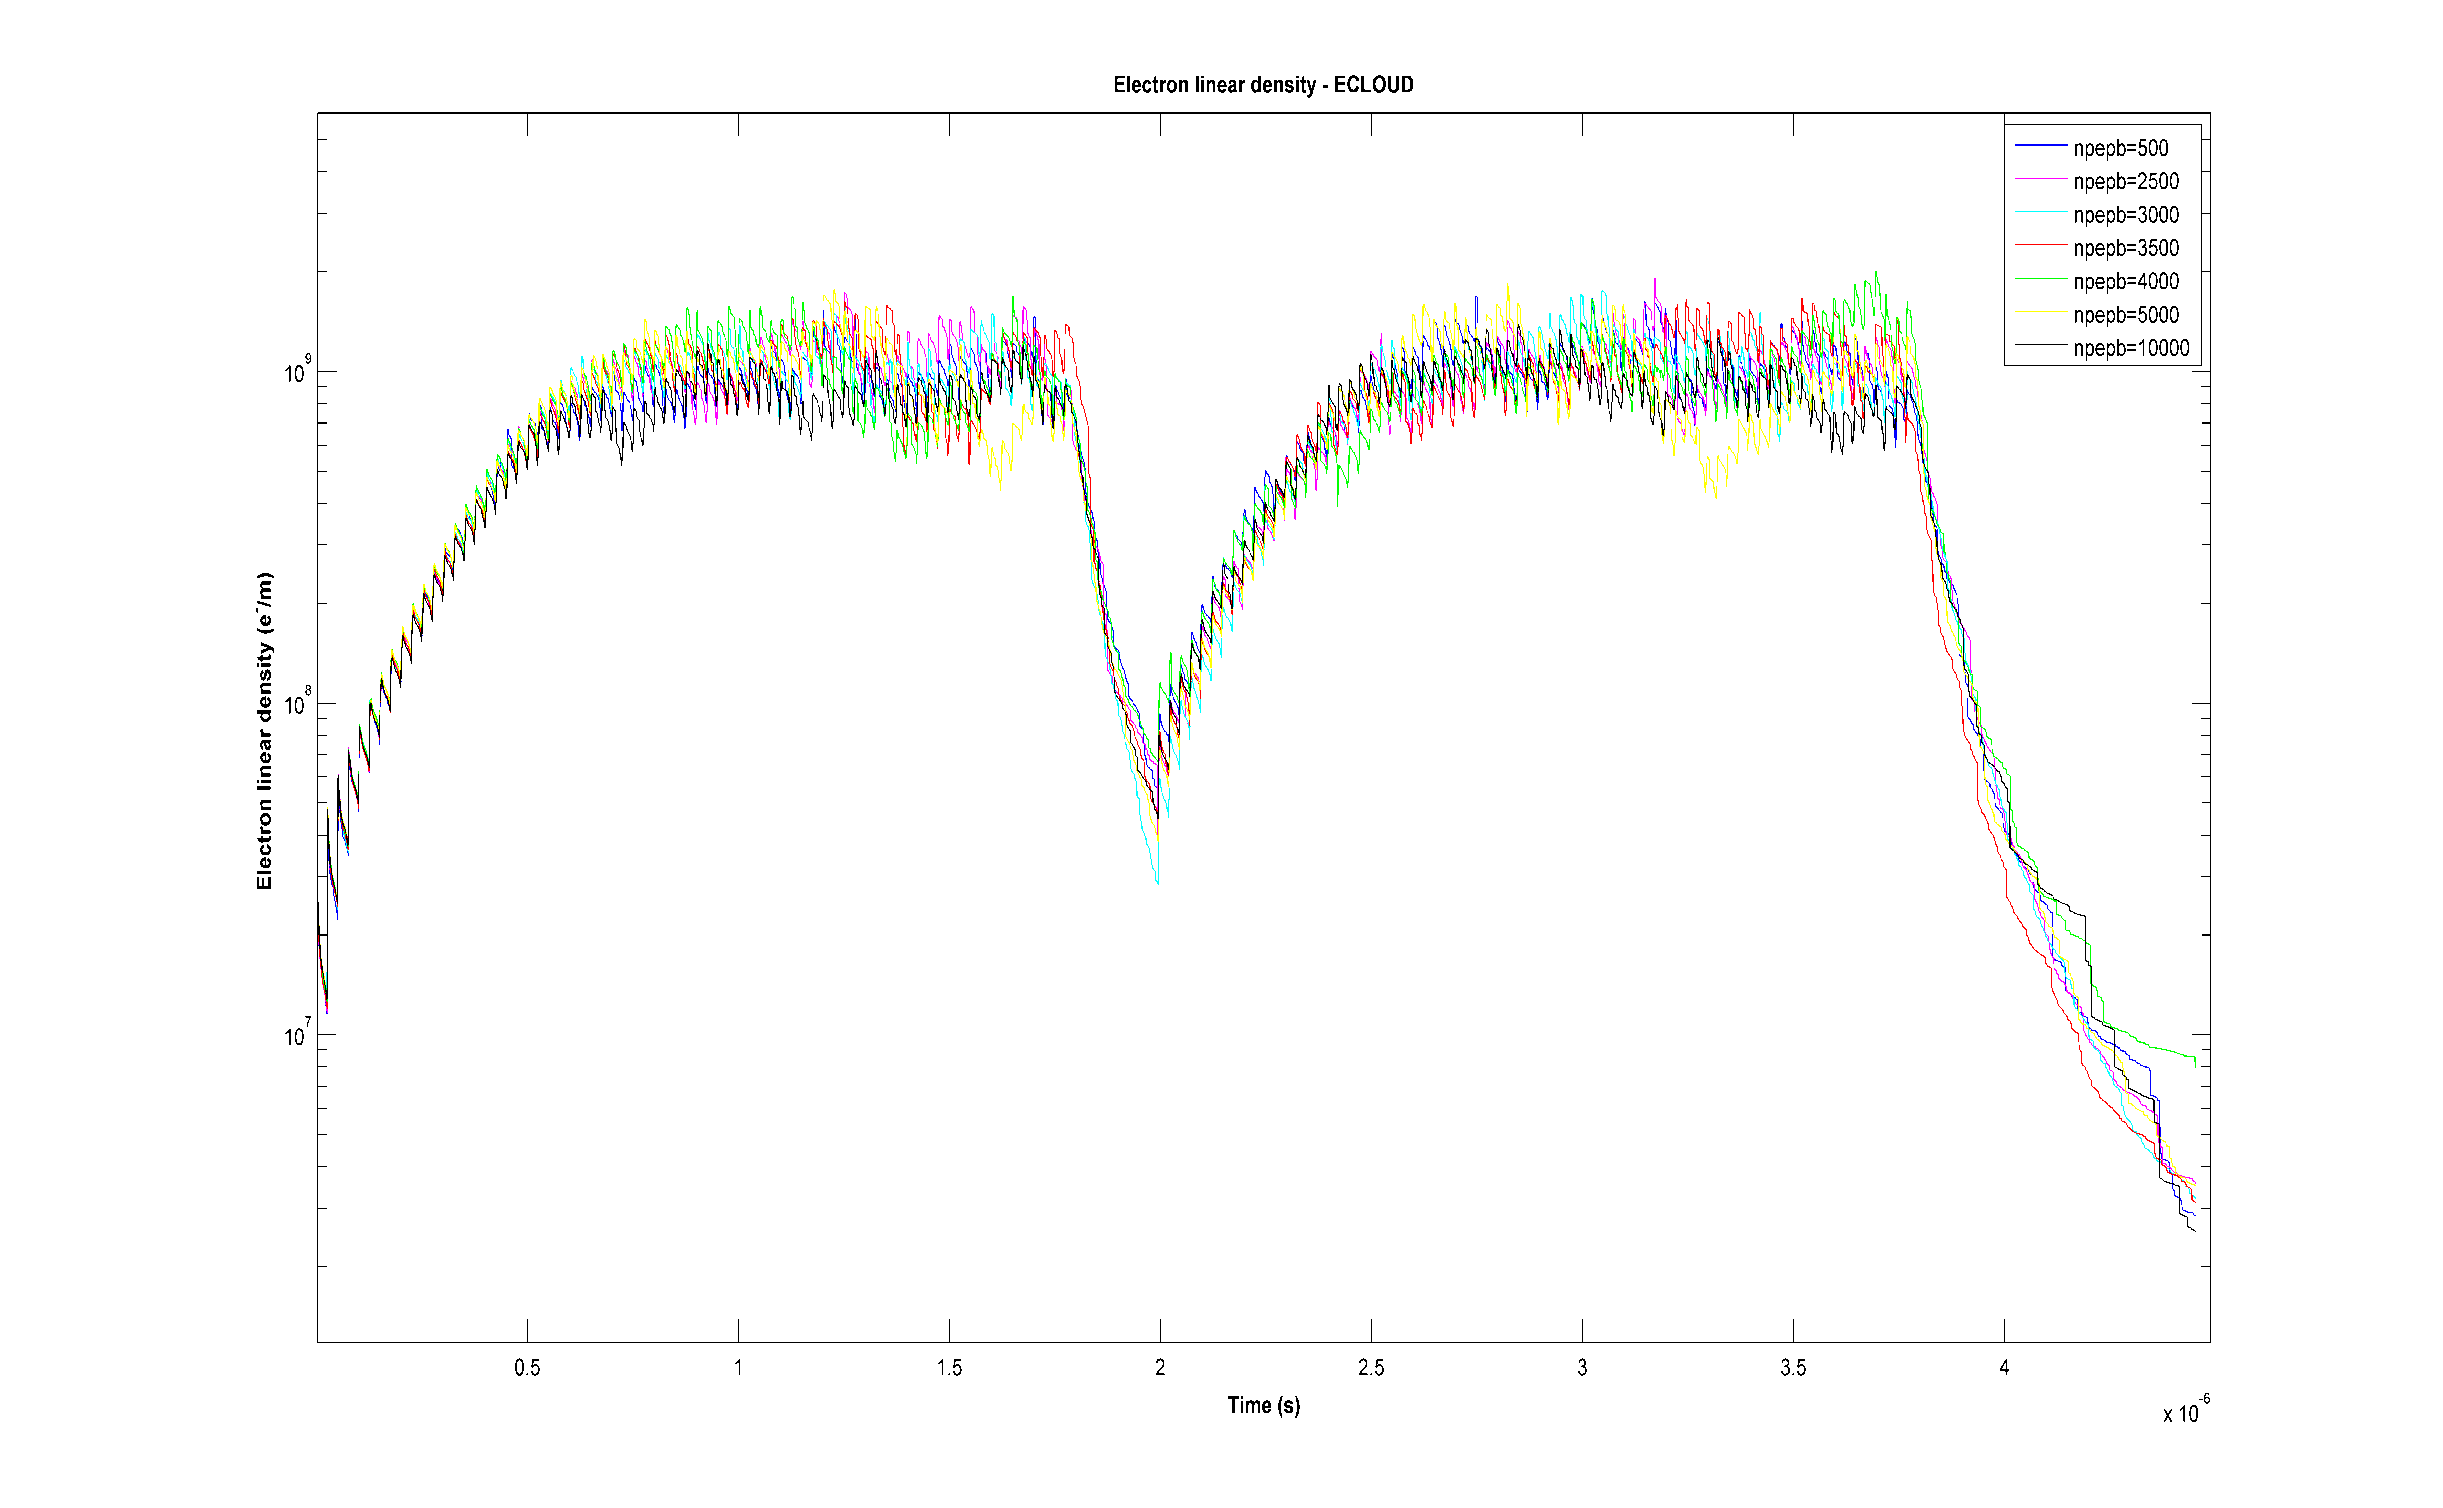 Electron linear density - ECLOUD
npepb=500
npepb=2500
npepb=3000
npepb=3500
npepb=4000
npepb=5000
npepb=10000
10^9
10^8
10^7
Electron linear density (e^-/m)
0.5 1 1.5 2 2.5 3 3.5 4
Time (s)
x 10^-6